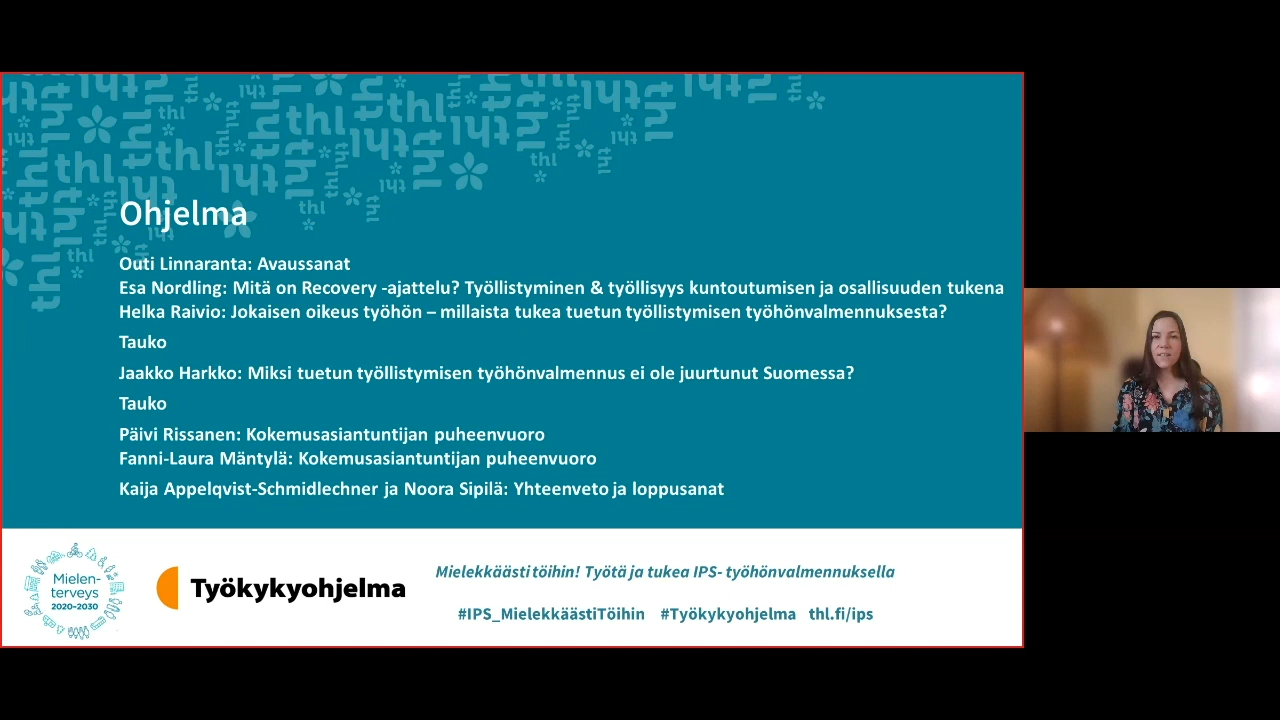 Ohjelma
Outi Linnaranta: Avaussanat
Esa Nordling: Mitä on Recovery -ajattelu? Työllistyminen & työllisyys kuntoutumisen ja osallisuuden tukena
Helka Raivio: Jokaisen oikeus työhön – millaista tukea tuetun työllistymisen työhönvalmennuksesta?
Tauko
Jaakko Harkko: Miksi tuetun työllistymisen työhönvalmennus ei ole juurtunut Suomessa?
Tauko
Päivi Rissanen: Kokemusasiantuntijan puheenvuoro
Fanni-Laura Mäntylä: Kokemusasiantuntijan puheenvuoro
Kaija Appelqvist-Schmidlechner ja Noora Sipilä: Yhteenveto ja loppusanat
Mielen-
terveys
2020–2030
Työkykyohjelma
Mielekkäästi töihin! Työtä ja tukea IPS- työhönvalmennuksella
#IPS_MielekkäästiTöihin #Työkykyohjelma thl.fi/ips